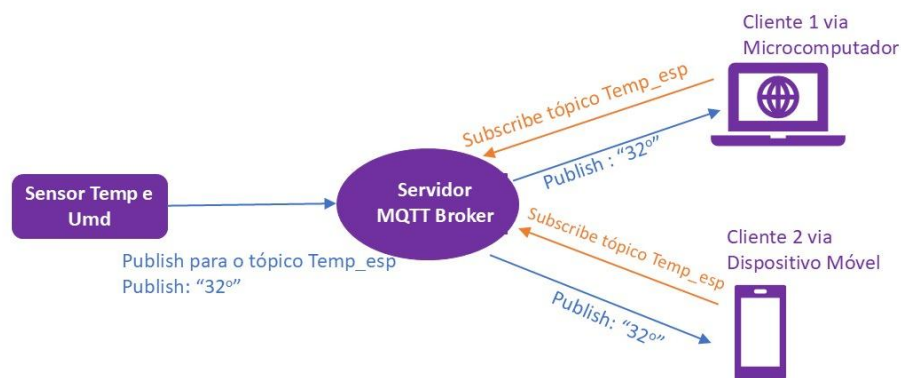 Cliente 1 via
Microcomputador
Subscribe tópico Temp_esp
Publish : “32º”
Sensor Temp e
Umd
Servidor
MQTT Broker
Publish para o tópico Temp_esp
Publish: “32º”
Subscribe tópico Temp_esp
Publish: “32º”
Cliente 2 via
Dispositivo Móvel